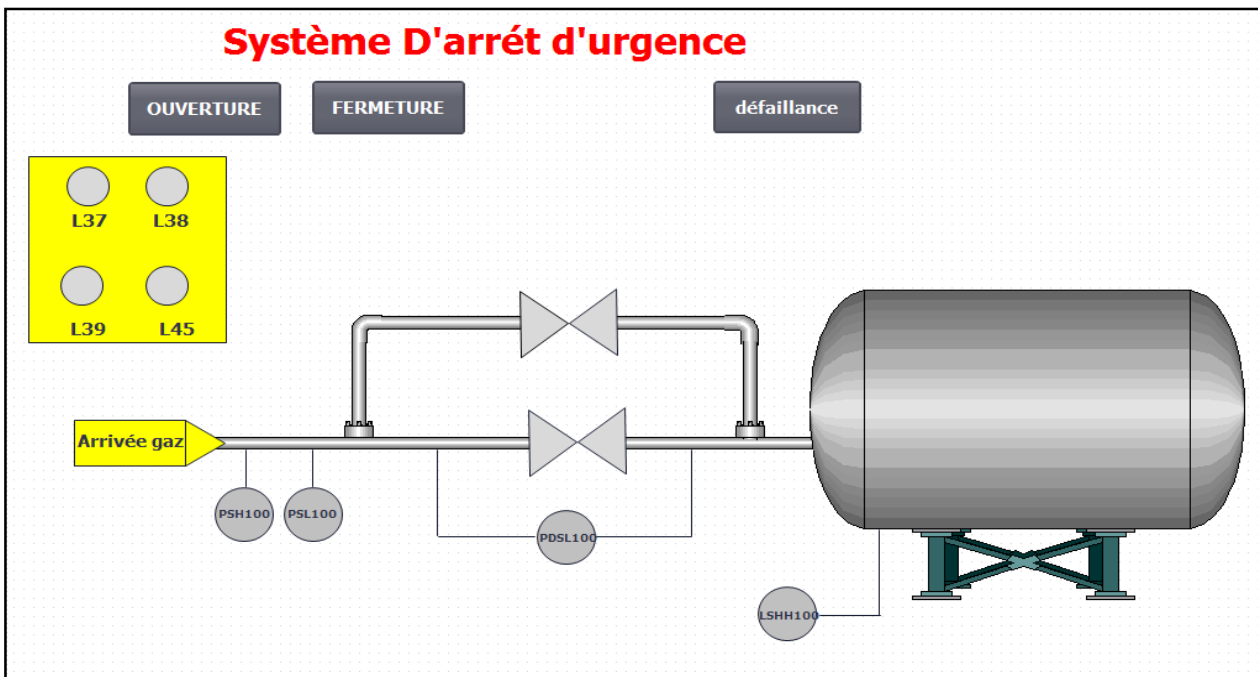 Système D'arrét d'urgence
OUVERTURE
FERMETURE
défaillance
L37
L38
L39
L45
Arrivée gaz
PSH100
PSL100
PDSL100
LSHH100